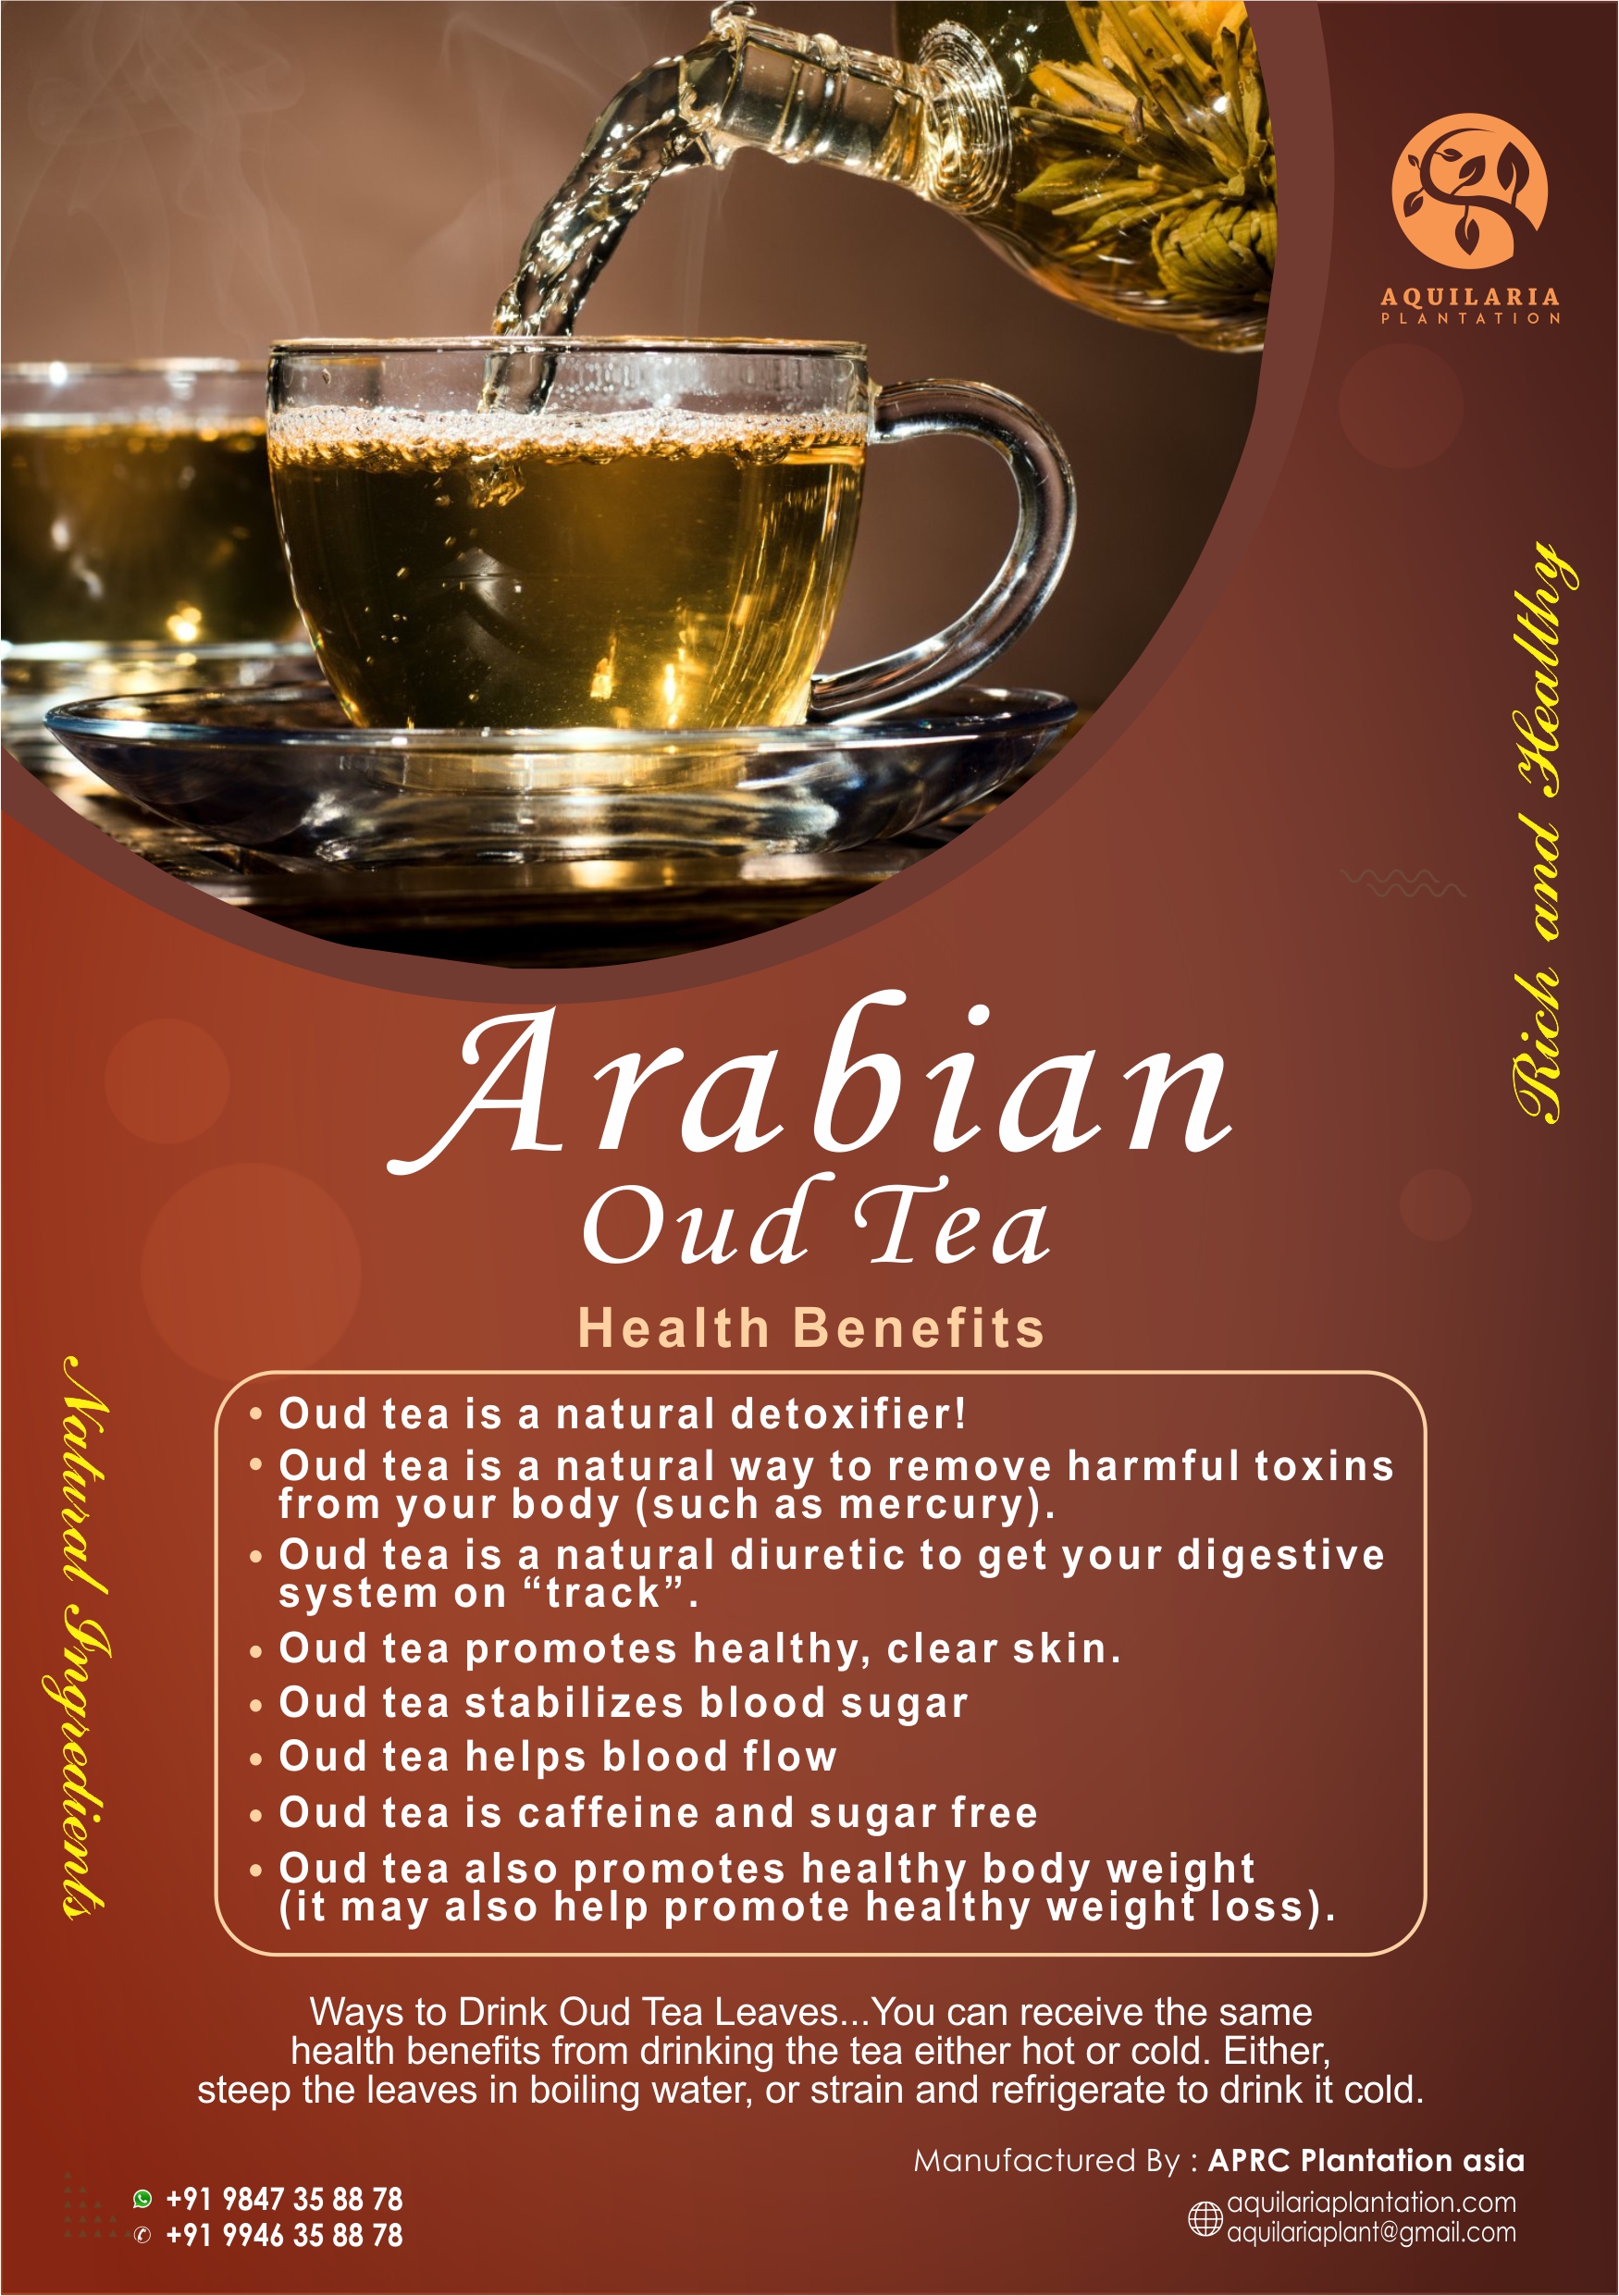 AQUILARIA
PLANTATION
Rich and Healthy
Arabian
Oud Tea
Health Benefits
Natural Ingredients
• Oud tea is a natural detoxifier!
• Oud tea is a natural way to remove harmful toxins
from your body (such as mercury).
• Oud tea is a natural diuretic to get your digestive
system on “track”.
• Oud tea promotes healthy, clear skin.
• Oud tea stabilizes blood sugar
• Oud tea helps blood flow
• Oud tea is caffeine and sugar free
• Oud tea also promotes healthy body weight
(it may also help promote healthy weight loss).
Ways to Drink Oud Tea Leaves...You can receive the same
health benefits from drinking the tea either hot or cold. Either,
steep the leaves in boiling water, or strain and refrigerate to drink it cold.
Manufactured By : APRC Plantation asia
+91 9847 35 88 78
+91 9946 35 88 78
aquilariaplantation.com
aquilariaplant@gmail.com